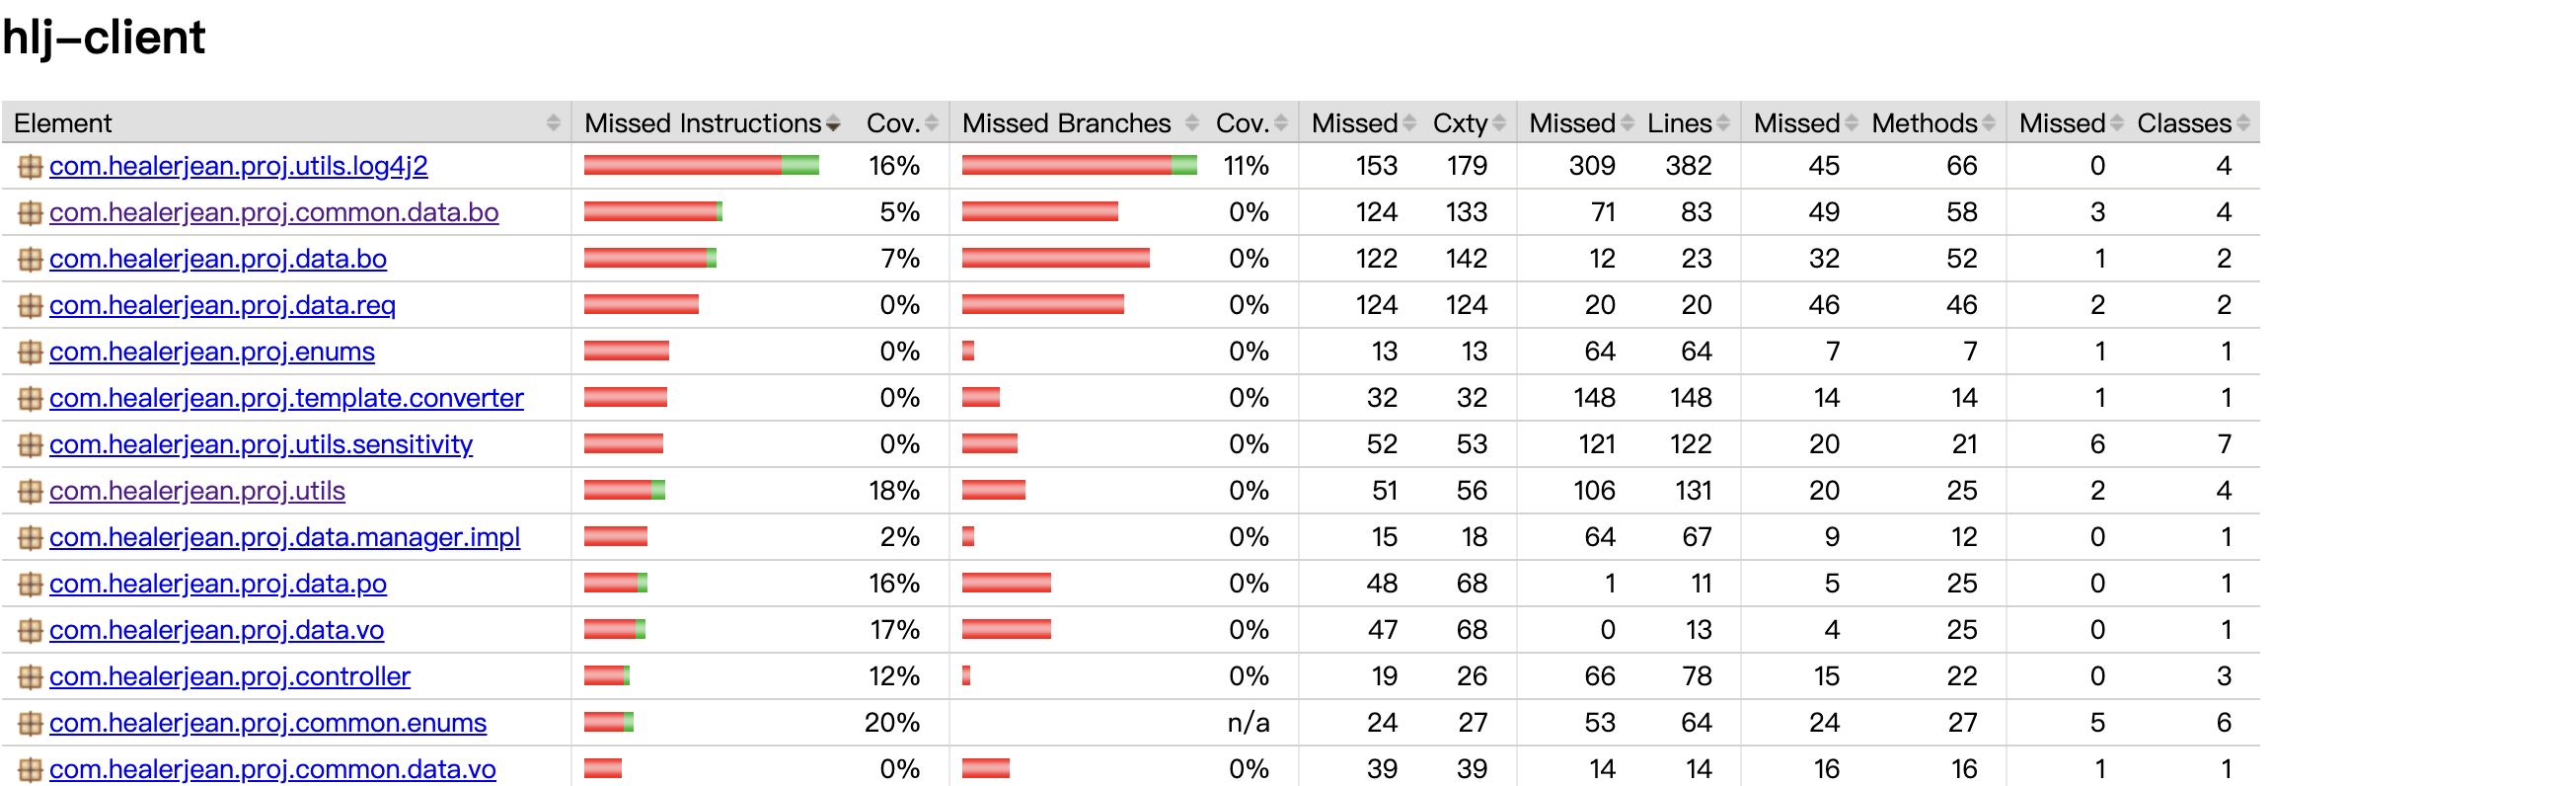 hlj-client
Element Missed Instructions Cov. Missed Branches Cov. Missed Cxty Missed Lines Missed Methods Missed Classes
com.healerjean.proj.utils.log4j2 16% 11% 153 179 309 382 45 66 0 4
com.healerjean.proj.common.data.bo 5% 0% 124 133 71 83 49 58 3 4
com.healerjean.proj.data.bo 7% 0% 122 142 12 23 32 52 1 2
com.healerjean.proj.data.req 0% 0% 124 124 20 20 46 46 2 2
com.healerjean.proj.enums 0% 0% 13 13 64 64 7 7 1 1
com.healerjean.proj.template.converter 0% 0% 32 32 148 148 14 14 1 1
com.healerjean.proj.utils.sensitivity 0% 0% 52 53 121 122 20 21 6 7
com.healerjean.proj.utils 18% 0% 51 56 106 131 20 25 2 4
com.healerjean.proj.data.manager.impl 2% 0% 15 18 64 67 9 12 0 1
com.healerjean.proj.data.po 16% 0% 48 68 1 11 5 25 0 1
com.healerjean.proj.data.vo 17% 0% 47 68 0 13 4 25 0 1
com.healerjean.proj.controller 12% 0% 19 26 66 78 15 22 0 3
com.healerjean.proj.common.enums 20% n/a 24 27 53 64 24 27 5 6
com.healerjean.proj.common.data.vo 0% 0% 39 39 14 14 16 16 1 1